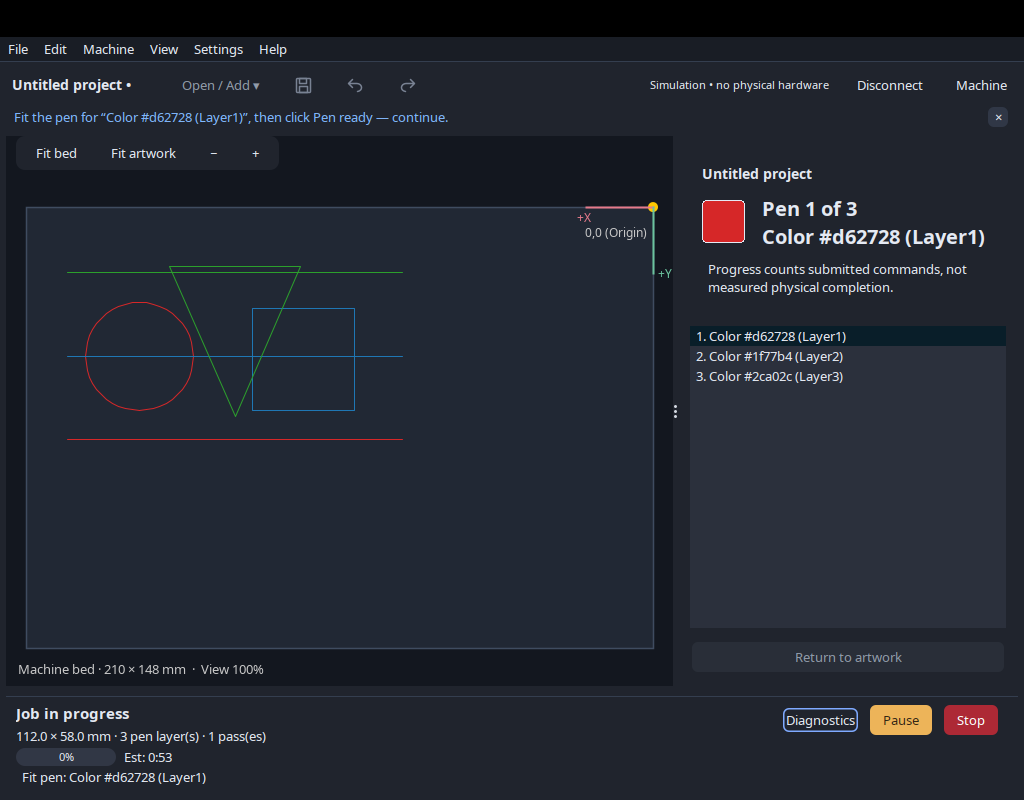 File Edit Machine View Settings Help
Untitled project • Open / Add ▾ Simulation • no physical hardware Disconnect Machine
Fit the pen for “Color #d62728 (Layer1)”, then click Pen ready — continue. ×
Fit bed Fit artwork − +
+X
0,0 (Origin)
+Y
Machine bed · 210 × 148 mm · View 100%
Untitled project
Pen 1 of 3
Color #d62728 (Layer1)
Progress counts submitted commands, not
measured physical completion.
1. Color #d62728 (Layer1)
2. Color #1f77b4 (Layer2)
3. Color #2ca02c (Layer3)
Return to artwork
Job in progress
112.0 × 58.0 mm · 3 pen layer(s) · 1 pass(es)
0% Est: 0:53
Fit pen: Color #d62728 (Layer1)
Diagnostics Pause Stop